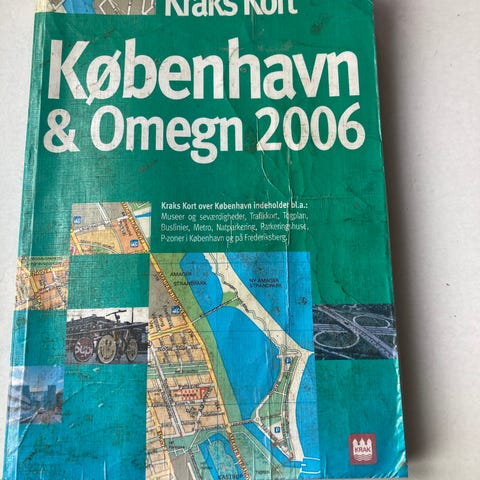 Kraks Kort
København
& Omegn 2006
Kraks Kort over København indeholder bl.a.:
Museer og seværdigheder, Trafikkort, Togplan,
Buslinier, Metro, Natparkering, Parkeringshuse,
P-zoner i København og på Frederiksberg.
AMAGER
STRANDPARK
NY AMAGER
STRANDPARK
KASTRUP
KRAK